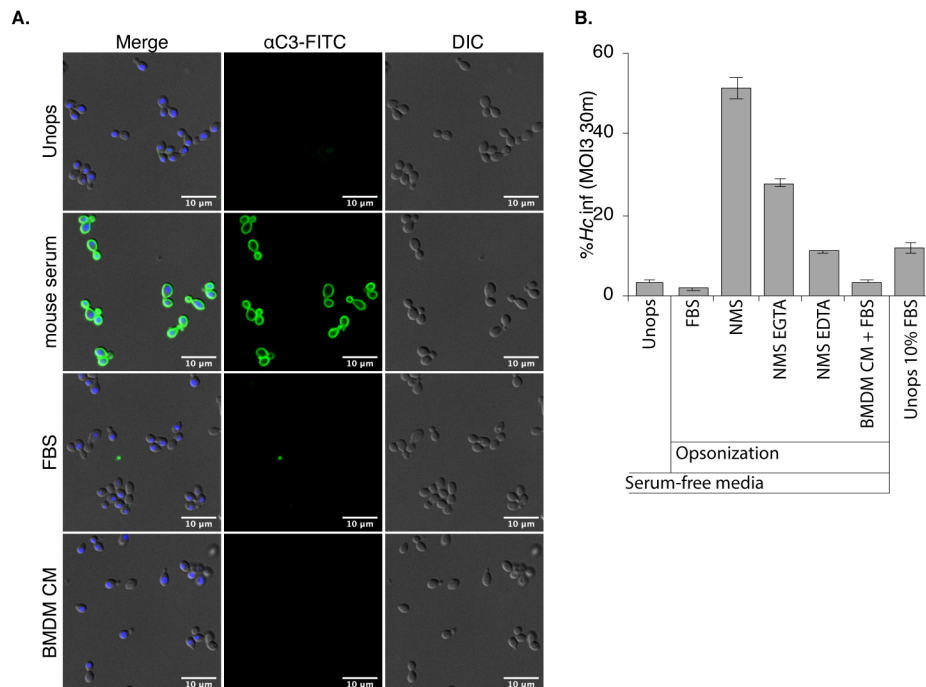 A.
Merge
αC3-FITC
DIC
Unops
10 µm
10 µm
10 µm
mouse serum
10 µm
10 µm
10 µm
FBS
10 µm
10 µm
10 µm
BMDM CM
10 µm
10 µm
10 µm
B.
%Hc inf (MOI3 30m)
60
40
20
0
Unops
FBS
NMS
NMS EGTA
NMS EDTA
BMDM CM + FBS
Unops 10% FBS
Opsonization
Serum-free media